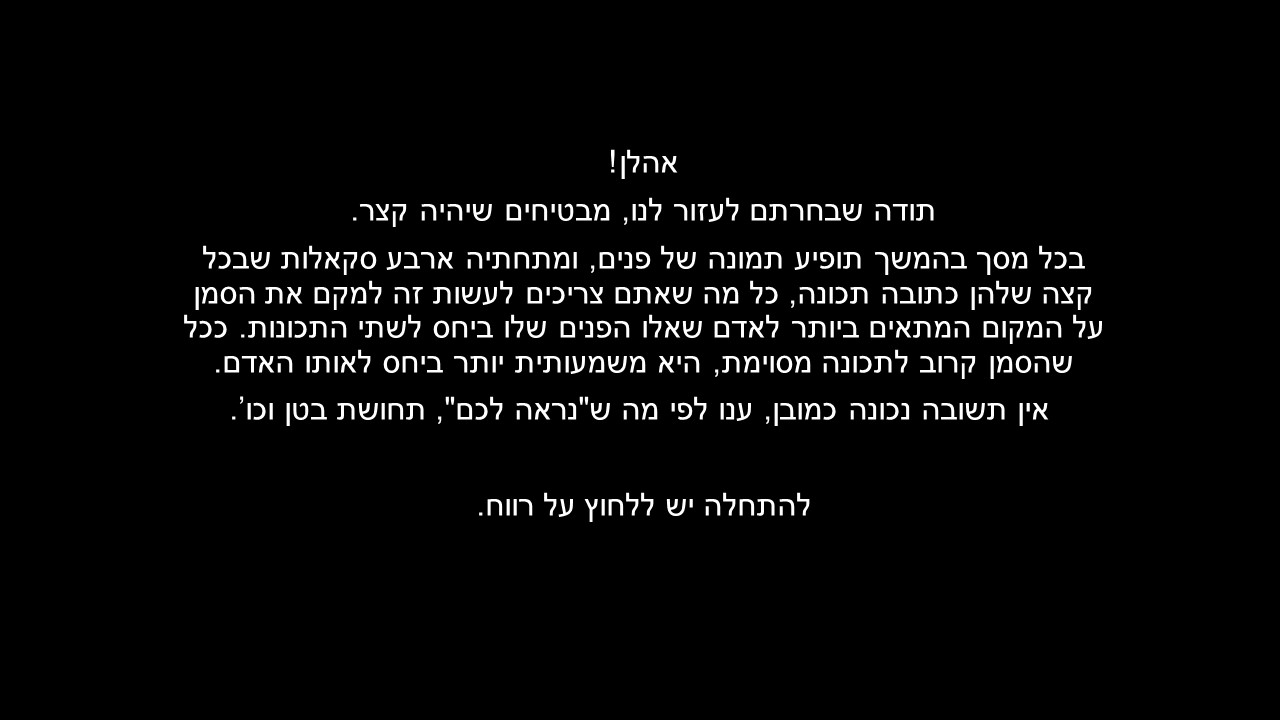 אהלן!
תודה שבחרתם לעזור לנו, מבטיחים שיהיה קצר.
בכל מסך בהמשך תופיע תמונה של פנים, ומתחתיה ארבע סקאלות שבכל
קצה שלהן כתובה תכונה, כל מה שאתם צריכים לעשות זה למקם את הסמן
על המקום המתאים ביותר לאדם שאלו הפנים שלו ביחס לשתי התכונות. ככל
שהסמן קרוב לתכונה מסוימת, היא משמעותית יותר ביחס לאותו האדם.
אין תשובה נכונה כמובן, ענו לפי מה ש"נראה לכם", תחושת בטן וכו’.
להתחלה יש ללחוץ על רווח.